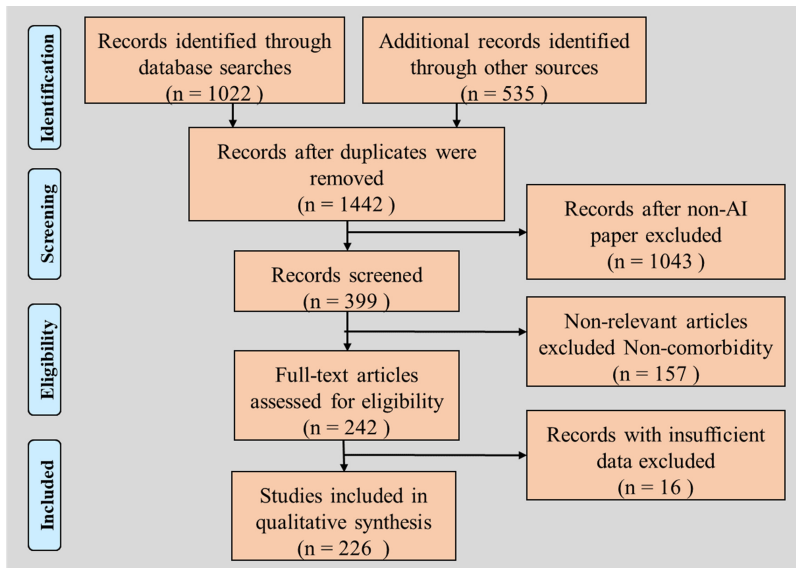 Identification
Records identified through
database searches
(n = 1022 )
Additional records identified
through other sources
(n = 535 )
Records after duplicates were
removed
(n = 1442 )
Screening
Records after non-AI
paper excluded
(n = 1043 )
Records screened
(n = 399 )
Eligibility
Non-relevant articles
excluded Non-comorbidity
(n = 157 )
Full-text articles
assessed for eligibility
(n = 242 )
Included
Records with insufficient
data excluded
(n = 16 )
Studies included in
qualitative synthesis
(n = 226 )